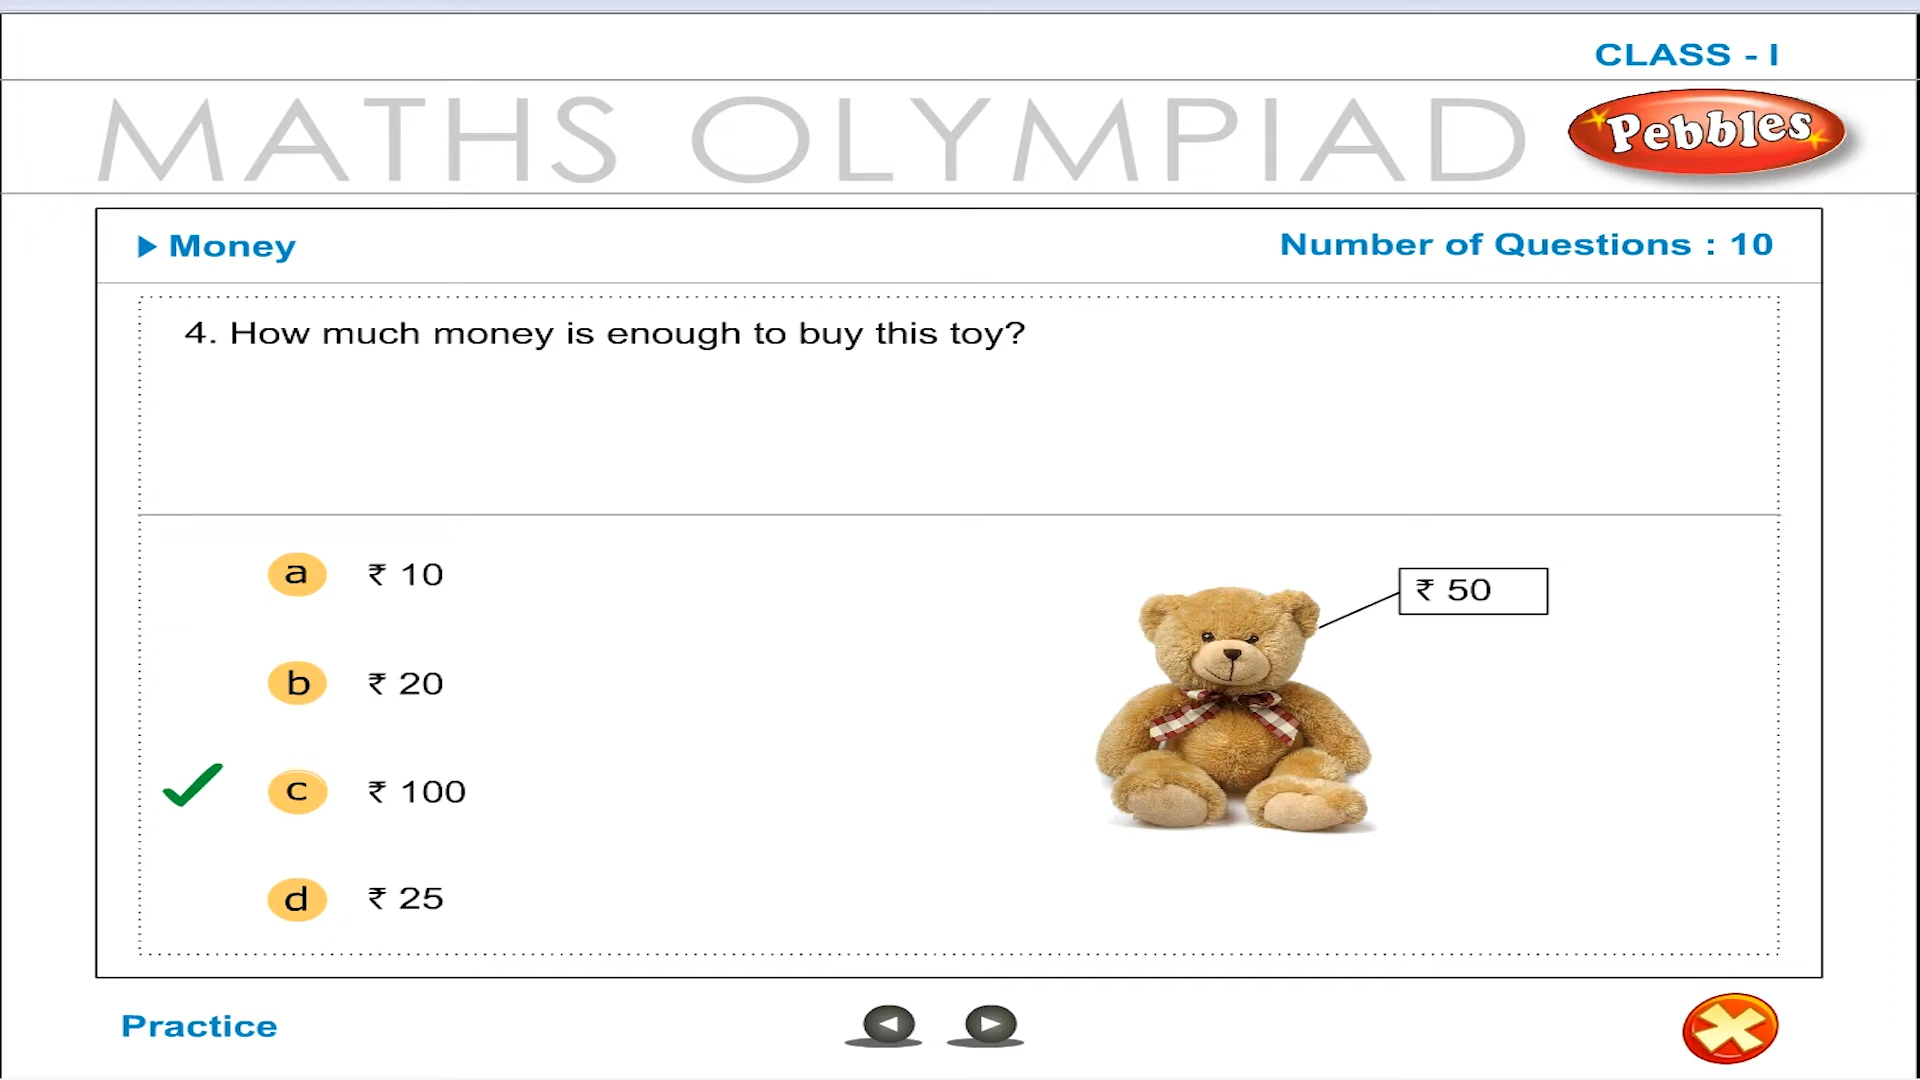 CLASS - I
MATHS OLYMPIAD
Pebbles
Money
Number of Questions : 10
4. How much money is enough to buy this toy?
a ₹ 10
b ₹ 20
c ₹ 100
d ₹ 25
₹ 50
Practice